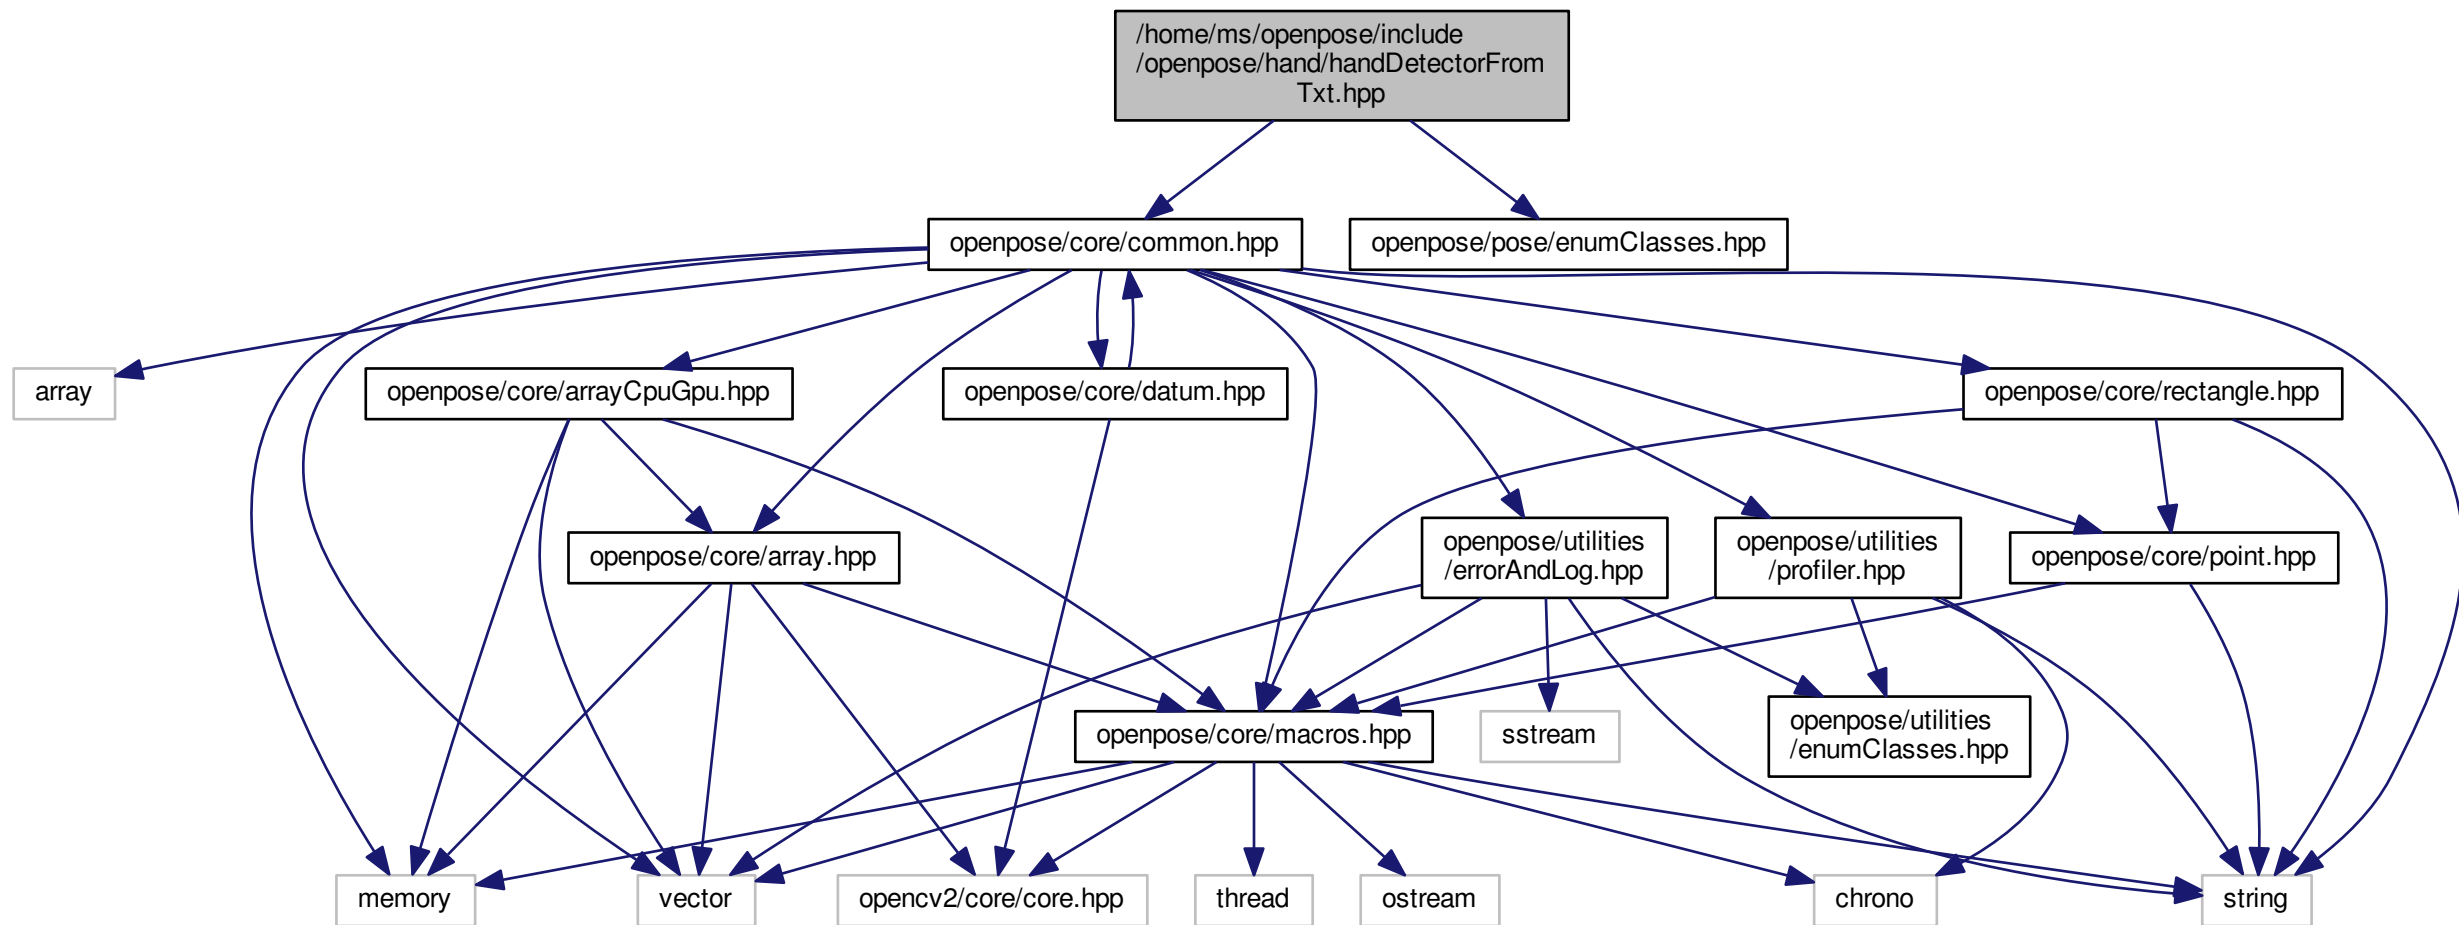 /home/ms/openpose/include
/openpose/hand/handDetectorFrom
Txt.hpp
openpose/core/common.hpp
openpose/pose/enumClasses.hpp
array
openpose/core/arrayCpuGpu.hpp
openpose/core/datum.hpp
openpose/core/rectangle.hpp
openpose/core/array.hpp
openpose/utilities
/errorAndLog.hpp
openpose/utilities
/profiler.hpp
openpose/core/point.hpp
openpose/core/macros.hpp
sstream
openpose/utilities
/enumClasses.hpp
memory
vector
opencv2/core/core.hpp
thread
ostream
chrono
string